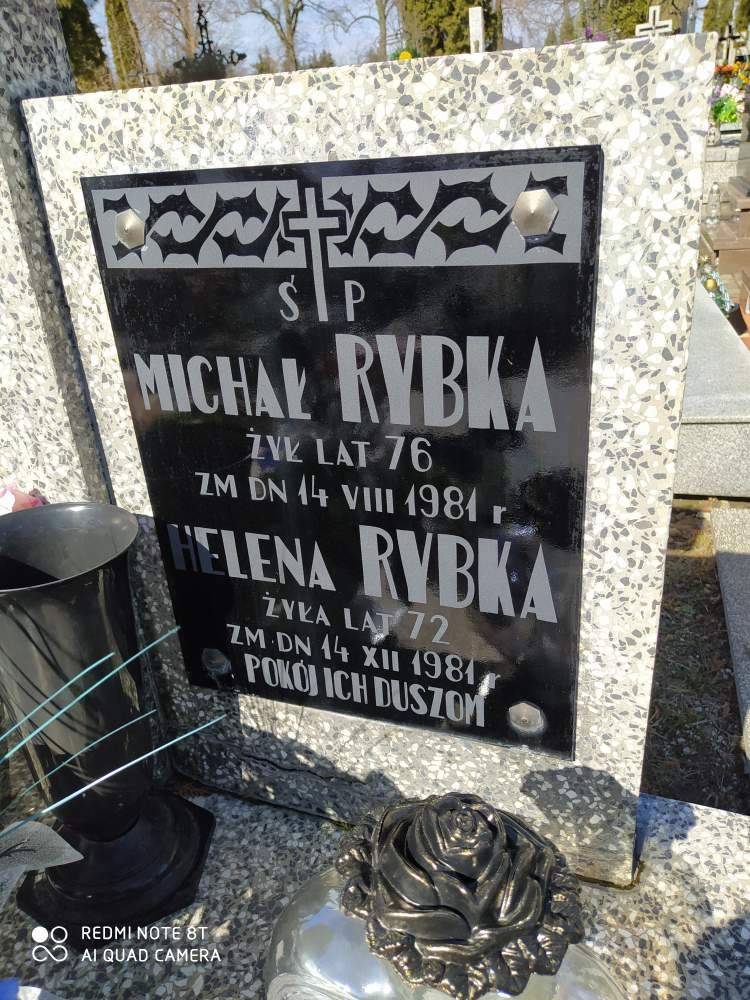 Ś P
MICHAŁ RYBKA
ŻYŁ LAT 76
ZM DN 14 VIII 1981 r
HELENA RYBKA
ŻYŁA LAT 72
ZM DN 14 XII 1981 r
POKÓJ ICH DUSZOM
REDMI NOTE 8T
AI QUAD CAMERA